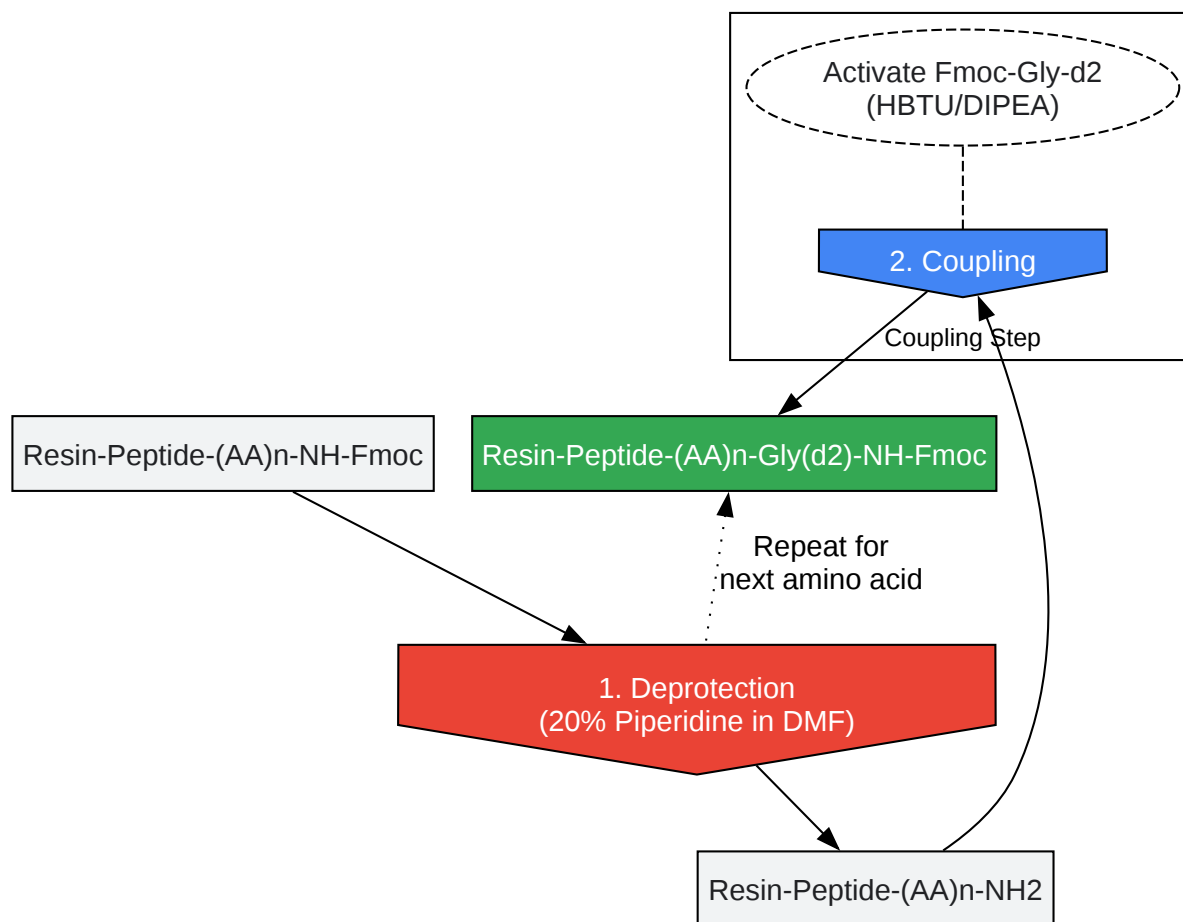 Activate Fmoc-Gly-d2
(HBTU/DIPEA)
2. Coupling
Coupling Step
Resin-Peptide-(AA)n-NH-Fmoc
Resin-Peptide-(AA)n-Gly(d2)-NH-Fmoc
Repeat for
next amino acid
1. Deprotection
(20% Piperidine in DMF)
Resin-Peptide-(AA)n-NH2